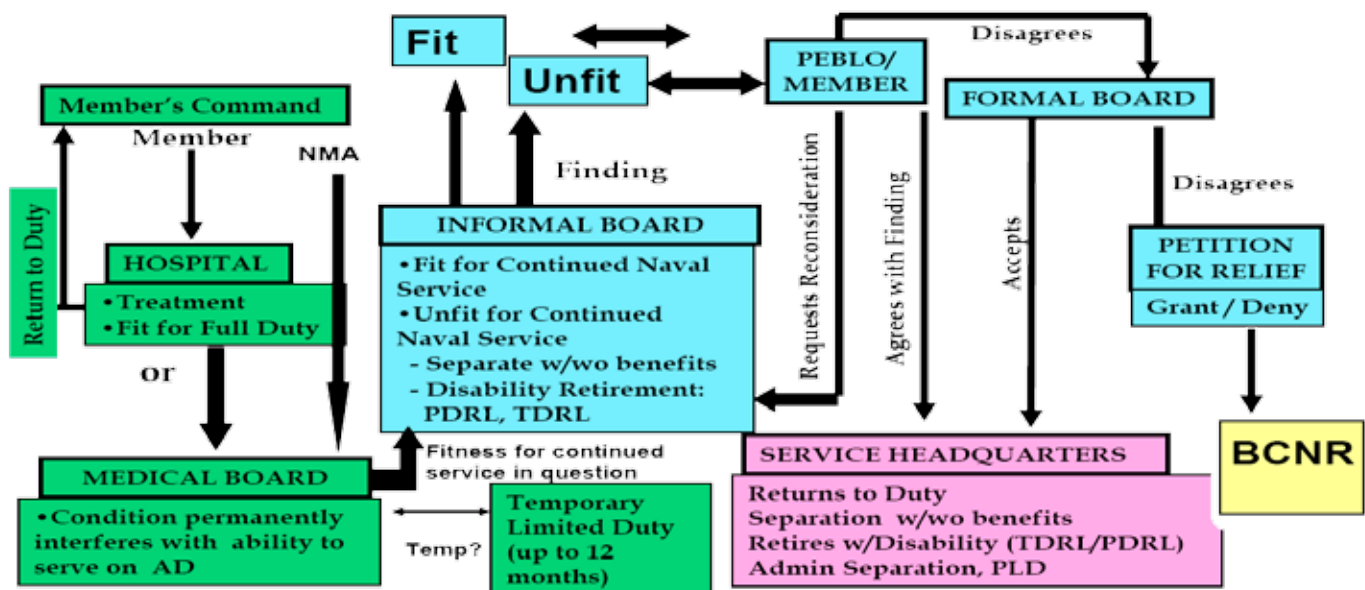 Member's Command
Member
NMA
Return to Duty
HOSPITAL
•Treatment
•Fit for Full Duty
or
MEDICAL BOARD
•Condition permanently
interferes with ability to
serve on AD
Fit
Unfit
Finding
INFORMAL BOARD
•Fit for Continued Naval
Service
•Unfit for Continued
Naval Service
- Separate w/wo benefits
- Disability Retirement:
PDRL, TDRL
Fitness for continued
service in question
Temp?
Temporary
Limited Duty
(up to 12
months)
PEBLO/
MEMBER
Disagrees
FORMAL BOARD
Requests Reconsideration
Agrees with Finding
Accepts
Disagrees
PETITION
FOR RELIEF
Grant / Deny
BCNR
SERVICE HEADQUARTERS
Returns to Duty
Separation w/wo benefits
Retires w/Disability (TDRL/PDRL)
Admin Separation, PLD